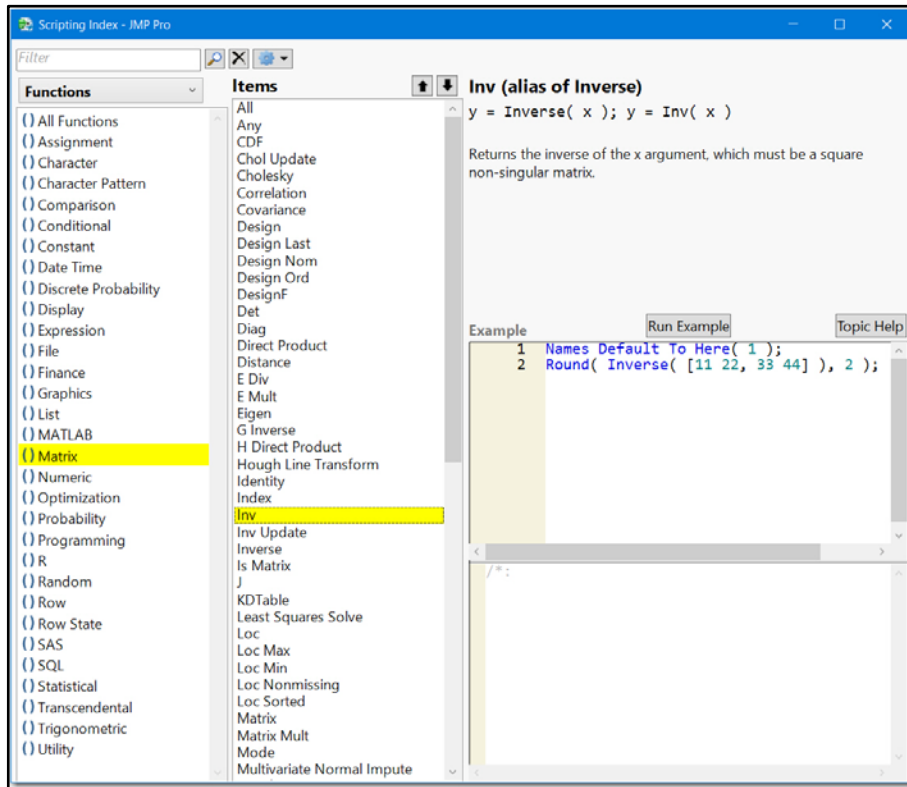 Scripting Index - JMP Pro
Filter
Functions
() All Functions
() Assignment
() Character
() Character Pattern
() Comparison
() Conditional
() Constant
() Date Time
() Discrete Probability
() Display
() Expression
() File
() Finance
() Graphics
() List
() MATLAB
() Matrix
() Numeric
() Optimization
() Probability
() Programming
() R
() Random
() Row
() Row State
() SAS
() SQL
() Statistical
() Transcendental
() Trigonometric
() Utility
Items
All
Any
CDF
Chol Update
Cholesky
Correlation
Covariance
Design
Design Last
Design Nom
Design Ord
DesignF
Det
Diag
Direct Product
Distance
E Div
E Mult
Eigen
G Inverse
H Direct Product
Hough Line Transform
Identity
Index
Inv
Inv Update
Inverse
Is Matrix
J
KDTable
Least Squares Solve
Loc
Loc Max
Loc Min
Loc Nonmissing
Loc Sorted
Matrix
Matrix Mult
Mode
Multivariate Normal Impute
Inv (alias of Inverse)
y = Inverse( x ); y = Inv( x )
Returns the inverse of the x argument, which must be a square
non-singular matrix.
Example
Run Example
Topic Help
1 Names Default To Here( 1 );
2 Round( Inverse( [11 22, 33 44] ), 2 );
/*: